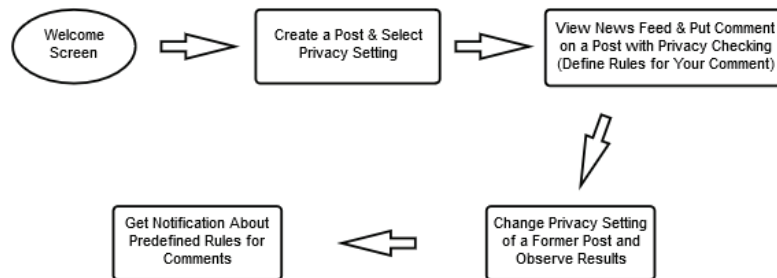 Welcome
Screen
Create a Post & Select
Privacy Setting
View News Feed & Put Comment
on a Post with Privacy Checking
(Define Rules for Your Comment)
Change Privacy Setting
of a Former Post and
Observe Results
Get Notification About
Predefined Rules for
Comments